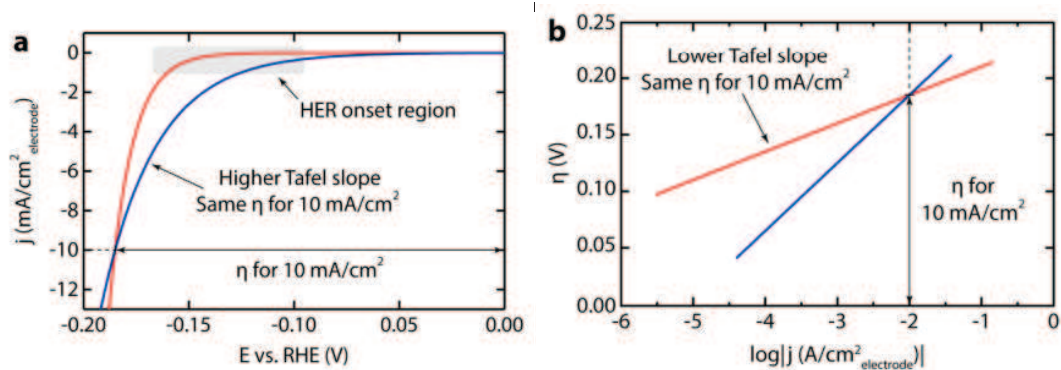 a
0
-2
-4
-6
-8
-10
-12
j (mA/cm²electrode)
HER onset region
Higher Tafel slope
Same η for 10 mA/cm²
η for 10 mA/cm²
-0.20
-0.15
-0.10
0.05
0.00
E vs. RHE (V)
b
0.25
0.20
0.15
0.10
0.05
0.00
η (V)
Lower Tafel slope
Same η for 10 mA/cm²
η for
10 mA/cm²
-6
-5
-4
-3
-2
-1
0
log|j (A/cm²electrode)|